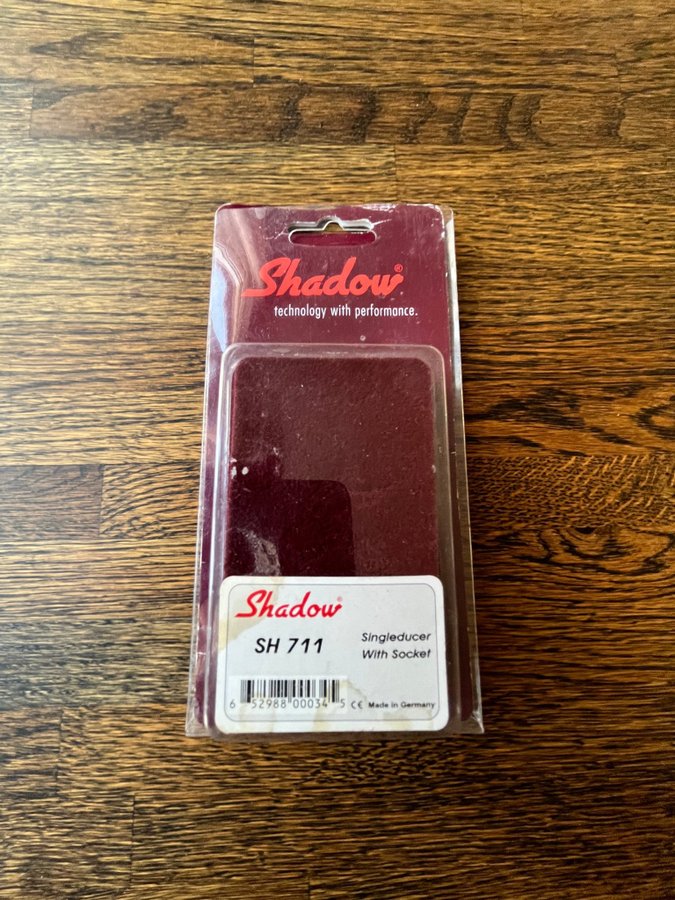 Shadow®
technology with performance.
Shadow®
SH 711
Singleducer
With Socket
6 52988 00034 5
CE Made in Germany